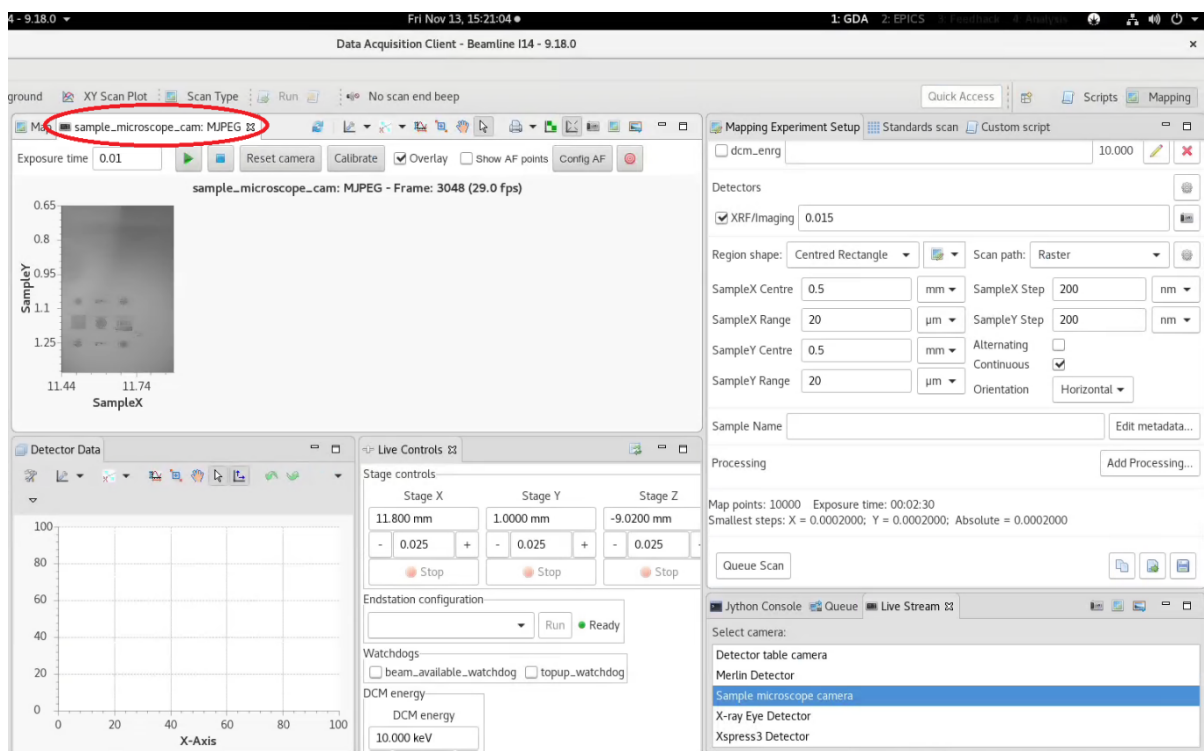 4 - 9.18.0
Fri Nov 13, 15:21:04
1: GDA 2: EPICS 3: Feedback 4: Analysis
Data Acquisition Client - Beamline I14 - 9.18.0
ground XY Scan Plot Scan Type Run No scan end beep
Quick Access Scripts Mapping
Map sample_microscope_cam: MJPEG
Exposure time 0.01 Reset camera Calibrate Overlay Show AF points Config AF
sample_microscope_cam: MJPEG - Frame: 3048 (29.0 fps)
0.65
0.8
0.95
1.1
1.25
SampleY
11.44 11.74
SampleX
Mapping Experiment Setup Standards scan Custom script
dcm_enrg 10.000
Detectors
XRF/Imaging 0.015
Region shape: Centred Rectangle Scan path: Raster
SampleX Centre 0.5 mm SampleX Step 200 nm
SampleX Range 20 μm SampleY Step 200 nm
SampleY Centre 0.5 mm Alternating
Continuous
SampleY Range 20 μm Orientation Horizontal
Sample Name Edit metadata...
Processing Add Processing...
Map points: 10000 Exposure time: 00:02:30
Smallest steps: X = 0.0002000; Y = 0.0002000; Absolute = 0.0002000
Queue Scan
Detector Data
100
80
60
40
20
0
0 20 40 60 80 100
X-Axis
Live Controls
Stage controls
Stage X Stage Y Stage Z
11.800 mm 1.0000 mm -9.0200 mm
- 0.025 + - 0.025 + - 0.025 -
Stop Stop Stop
Endstation configuration
Run Ready
Watchdogs
beam_available_watchdog topup_watchdog
DCM energy
DCM energy
10.000 keV
Jython Console Queue Live Stream
Select camera:
Detector table camera
Merlin Detector
Sample microscope camera
X-ray Eye Detector
Xspress3 Detector